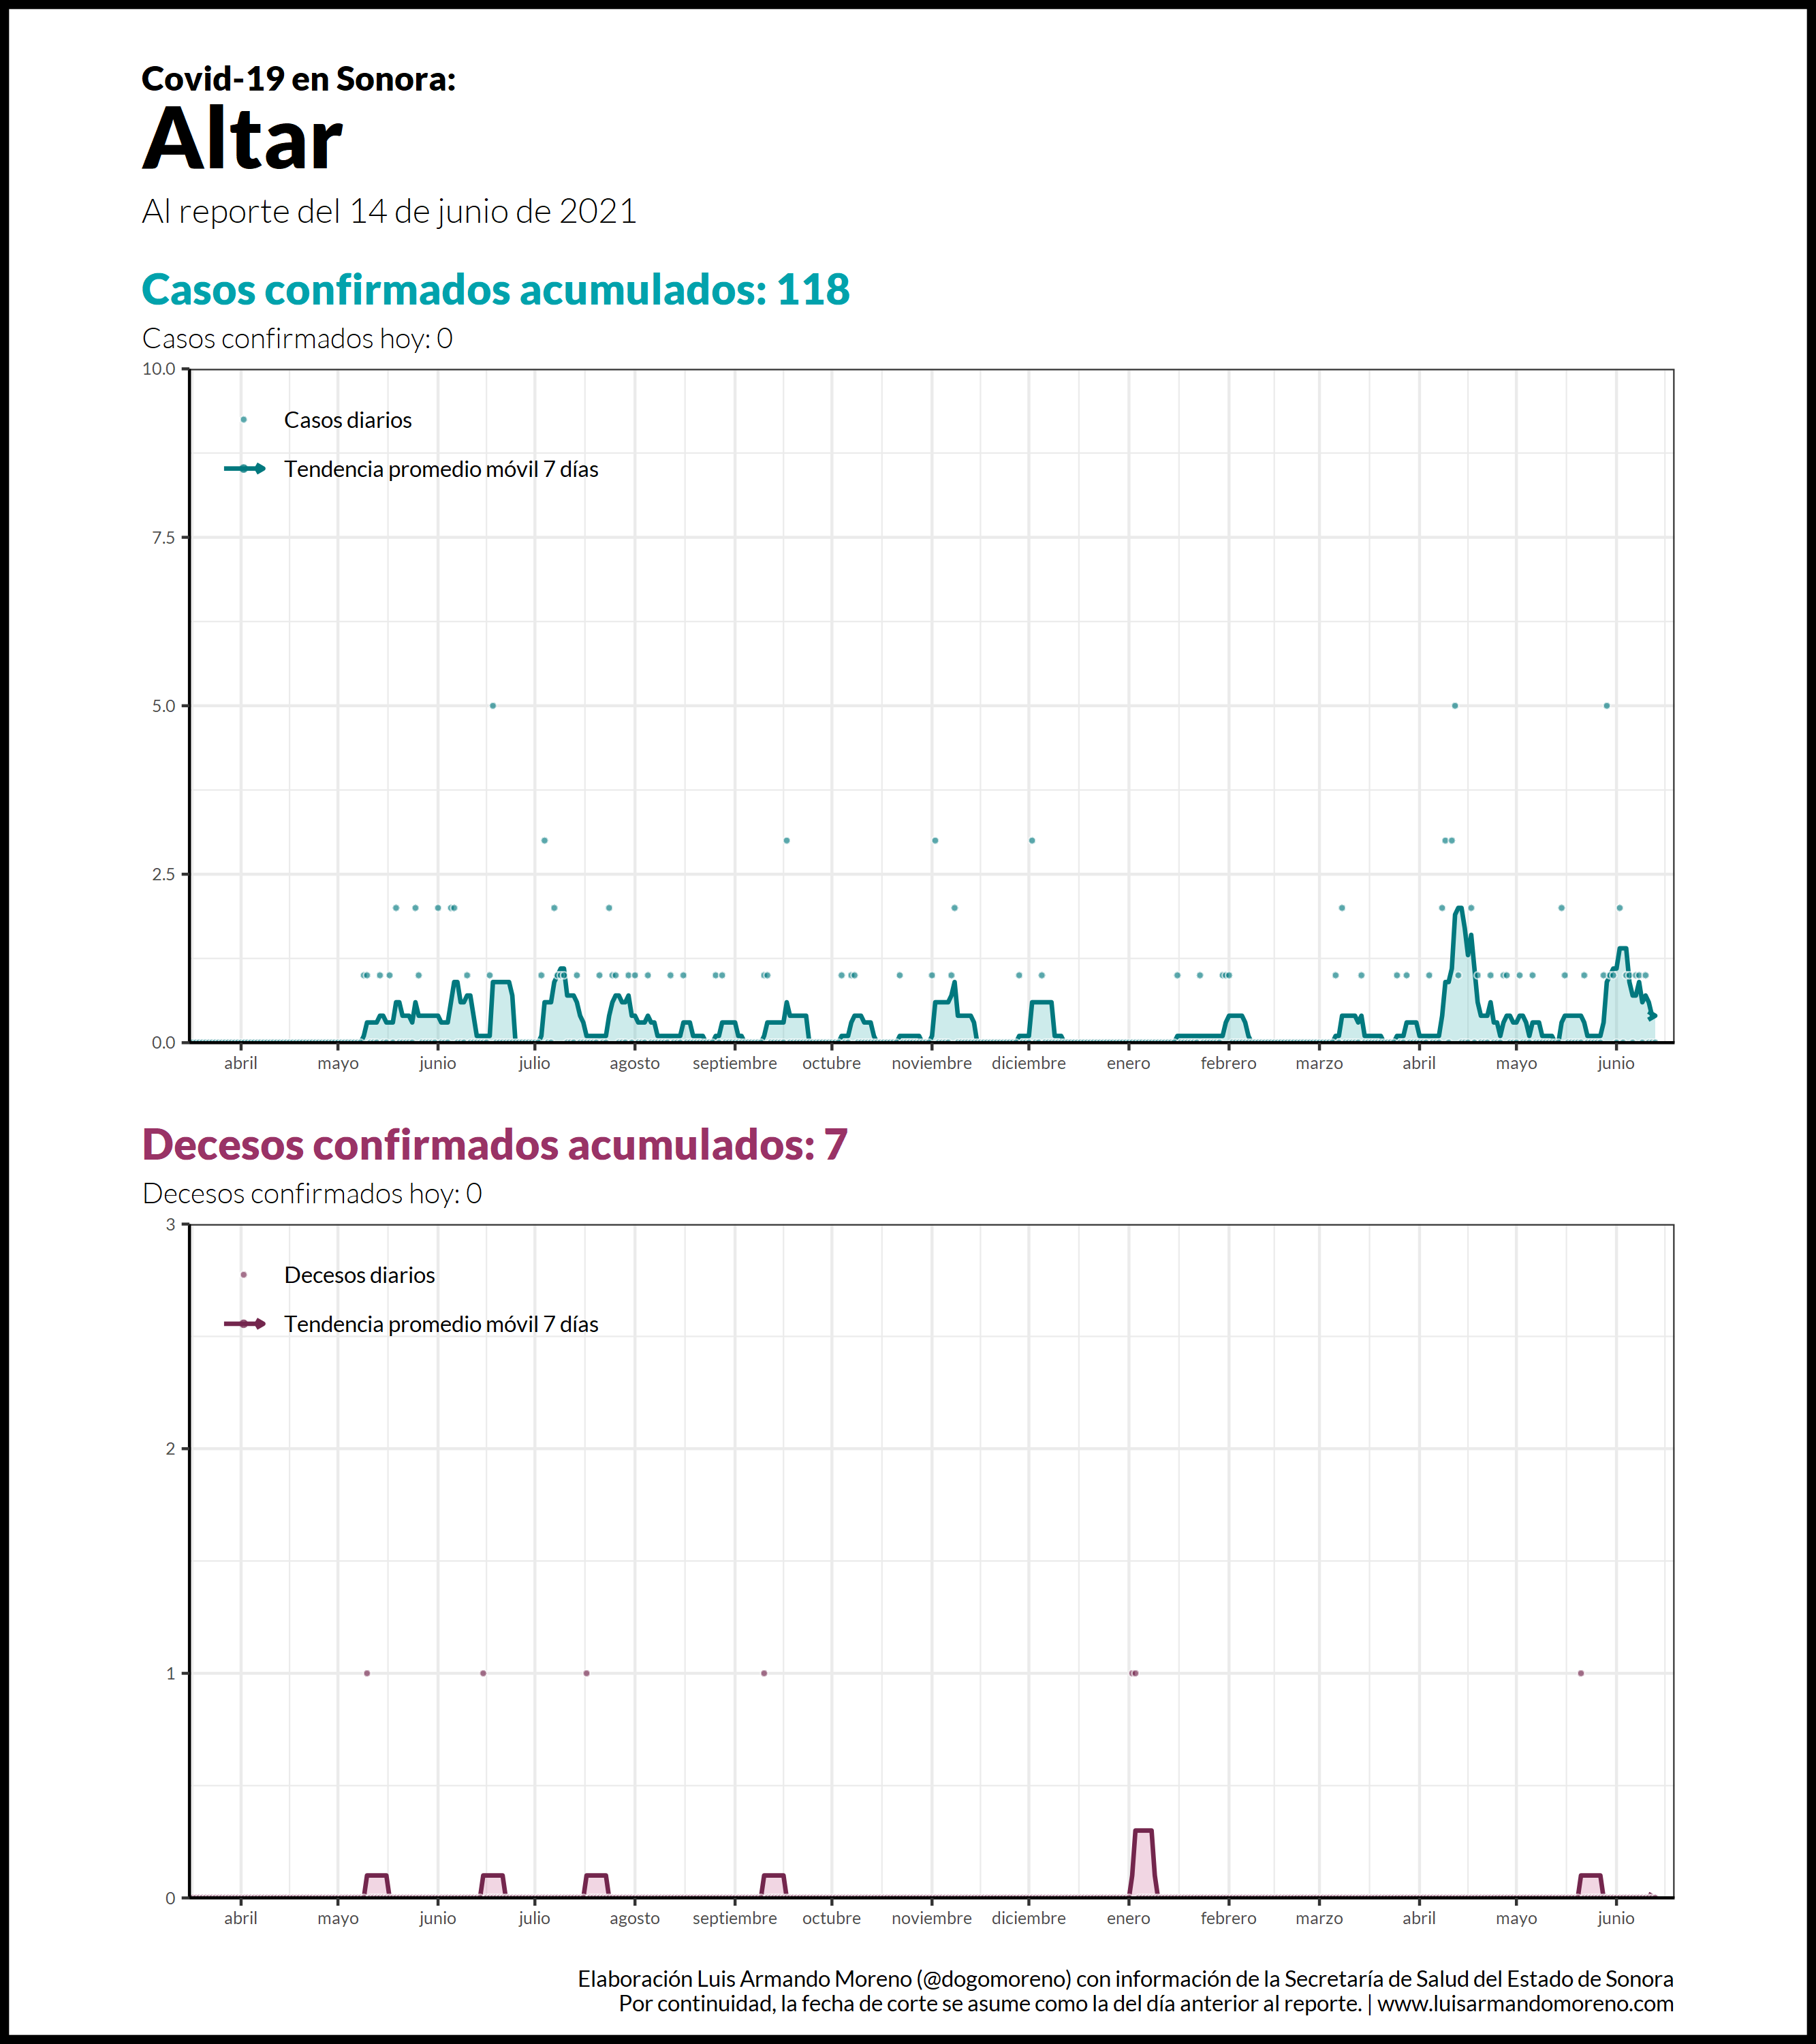 Covid-19 en Sonora:
Altar
Al reporte del 14 de junio de 2021
Casos confirmados acumulados: 118
Casos confirmados hoy: 0
10.0
Casos diarios
Tendencia promedio móvil 7 días
7.5
5.0
2.5
0.0
abril mayo junio julio agosto septiembre octubre noviembre diciembre enero febrero marzo abril mayo junio
Decesos confirmados acumulados: 7
Decesos confirmados hoy: 0
3
Decesos diarios
Tendencia promedio móvil 7 días
2
1
0
abril mayo junio julio agosto septiembre octubre noviembre diciembre enero febrero marzo abril mayo junio
Elaboración Luis Armando Moreno (@dogomoreno) con información de la Secretaría de Salud del Estado de Sonora
Por continuidad, la fecha de corte se asume como la del día anterior al reporte. | www.luisarmandomoreno.com